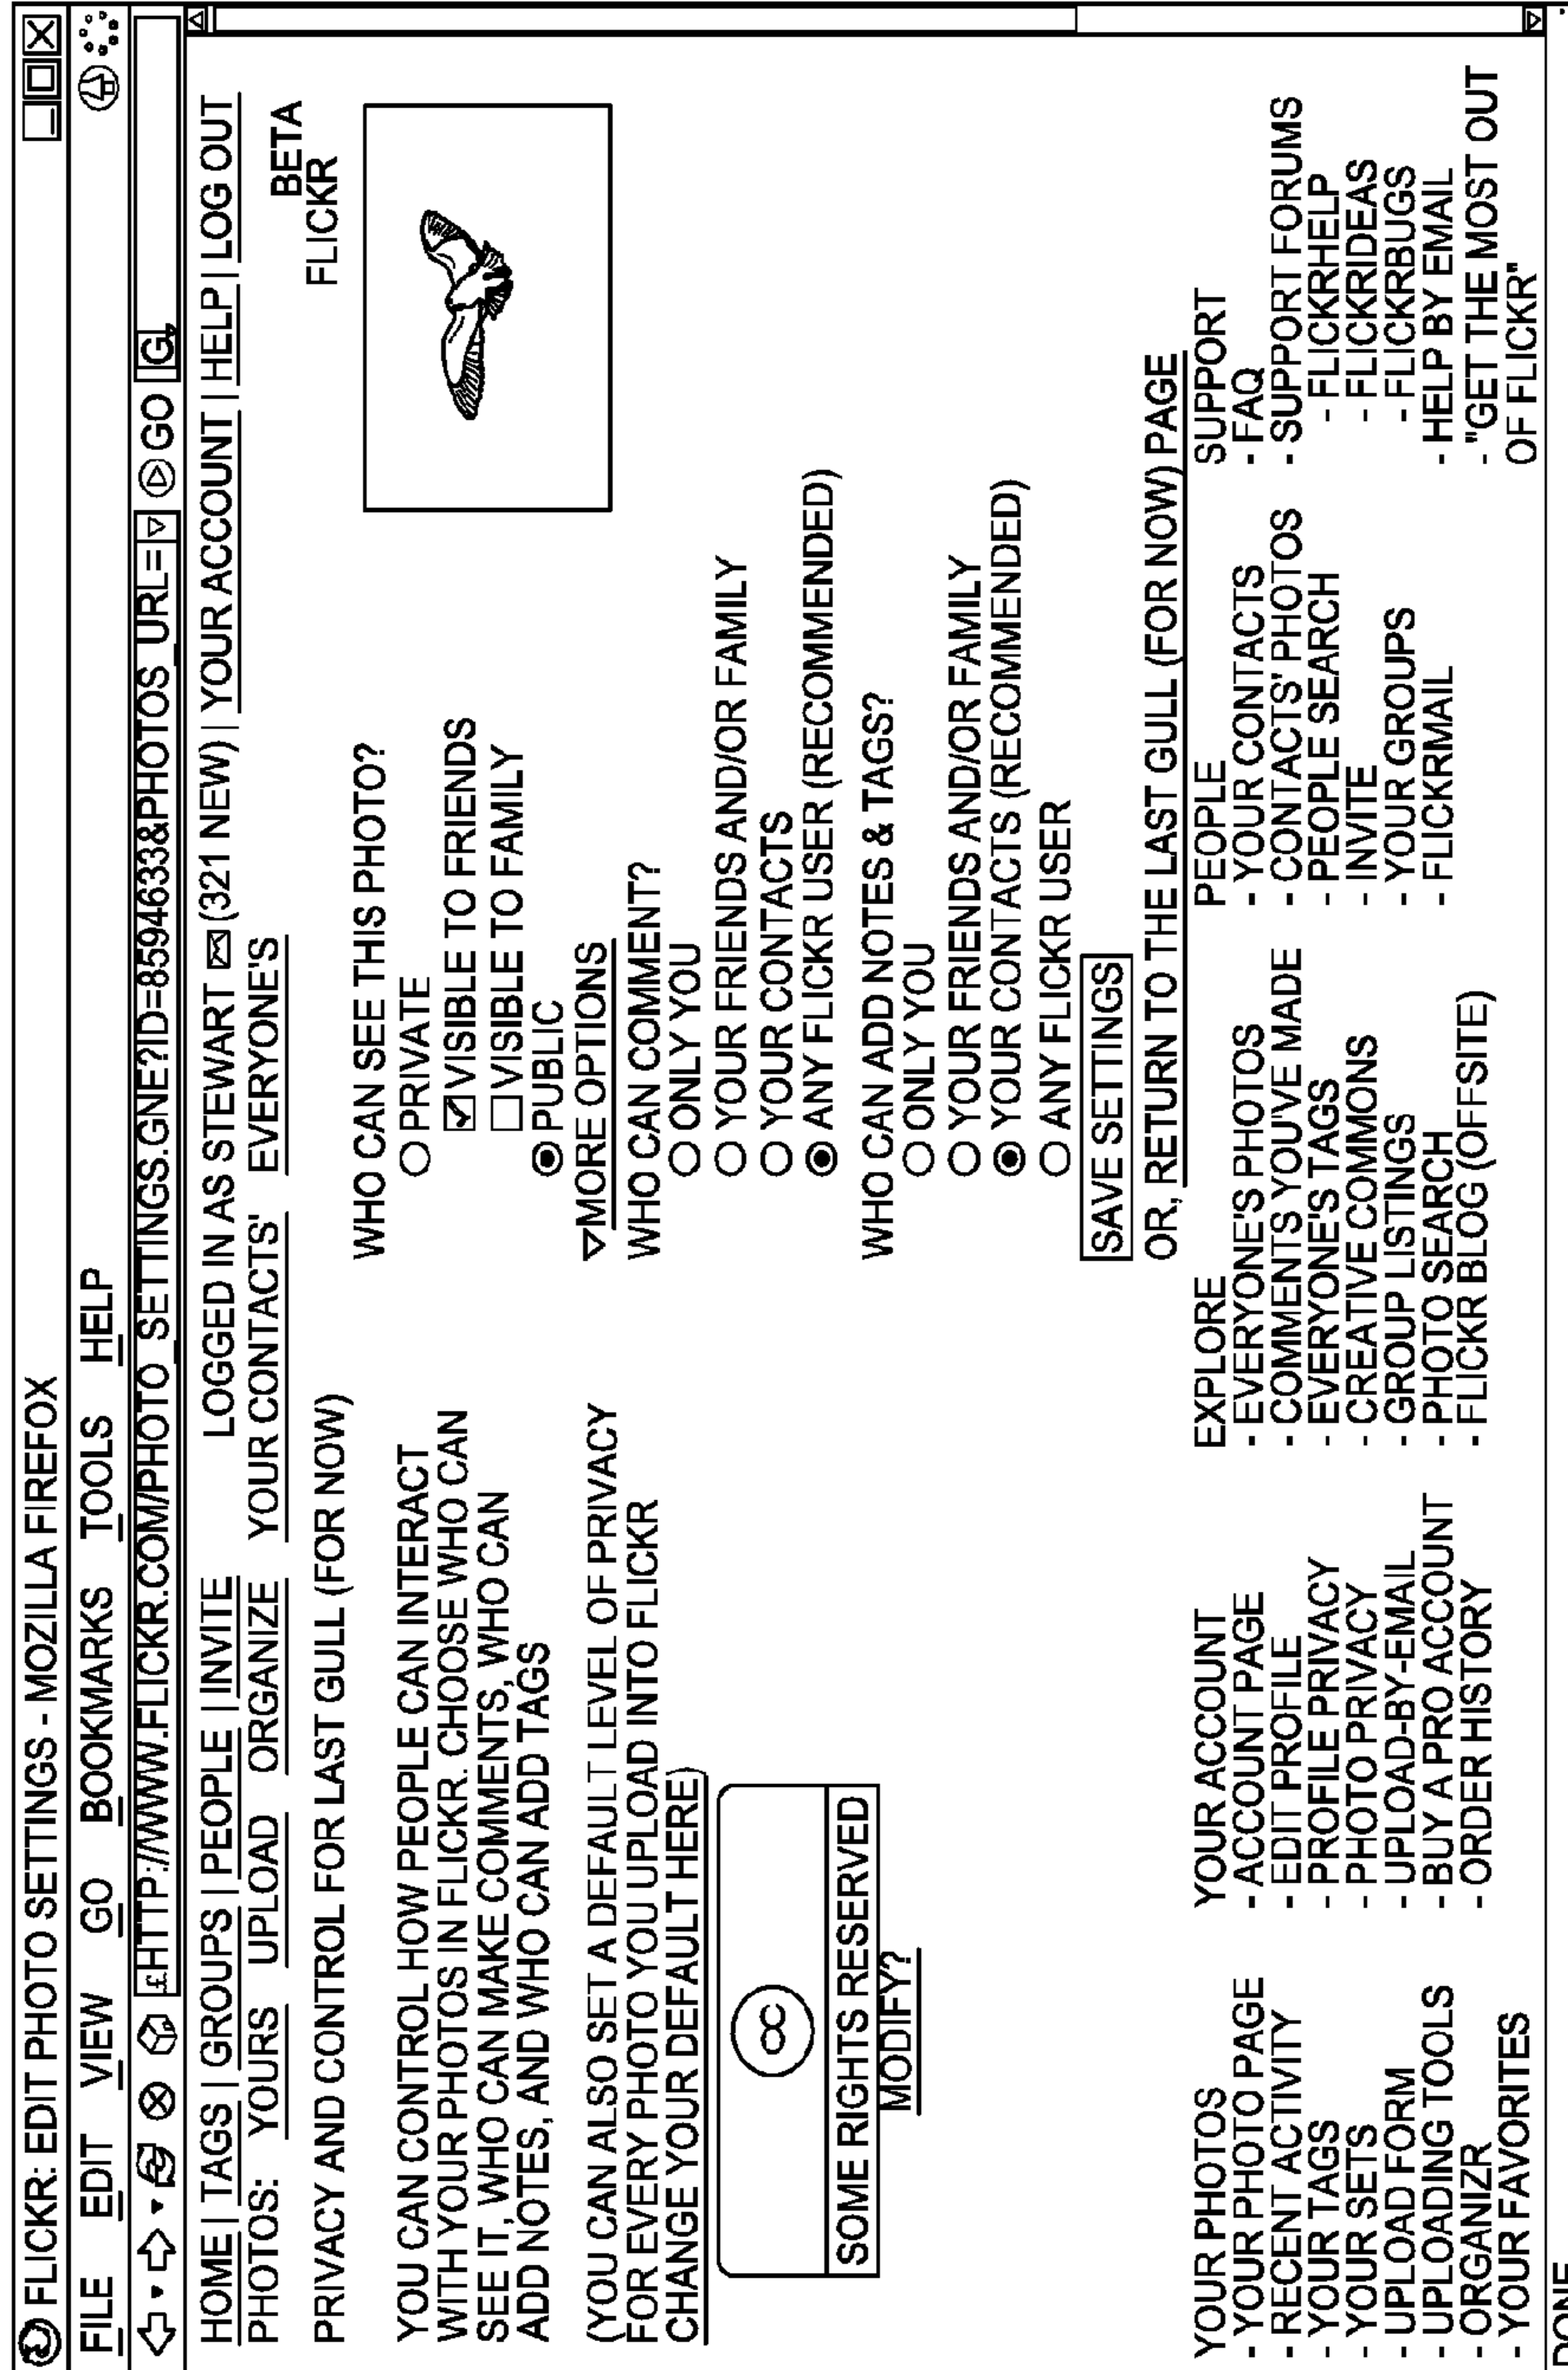 FLICKR: EDIT PHOTO SETTINGS - MOZILLA FIREFOX
FILE EDIT VIEW GO BOOKMARKS TOOLS HELP
HTTP://WWW.FLICKR.COM/PHOTO_SETTINGS.GNE?ID=8594633&PHOTOS_URL= GO G
HOME | TAGS | GROUPS | PEOPLE | INVITE LOGGED IN AS STEWART (321 NEW) | YOUR ACCOUNT | HELP | LOG OUT
PHOTOS: YOURS UPLOAD ORGANIZE YOUR CONTACTS' EVERYONE'S
BETA
FLICKR
PRIVACY AND CONTROL FOR LAST GULL (FOR NOW)
YOU CAN CONTROL HOW PEOPLE CAN INTERACT
WITH YOUR PHOTOS IN FLICKR. CHOOSE WHO CAN
SEE IT, WHO CAN MAKE COMMENTS, WHO CAN
ADD NOTES, AND WHO CAN ADD TAGS
(YOU CAN ALSO SET A DEFAULT LEVEL OF PRIVACY
FOR EVERY PHOTO YOU UPLOAD INTO FLICKR
CHANGE YOUR DEFAULT HERE)
CC
SOME RIGHTS RESERVED
MODIFY?
WHO CAN SEE THIS PHOTO?
PRIVATE
VISIBLE TO FRIENDS
VISIBLE TO FAMILY
PUBLIC
MORE OPTIONS
WHO CAN COMMENT?
ONLY YOU
YOUR FRIENDS AND/OR FAMILY
YOUR CONTACTS
ANY FLICKR USER (RECOMMENDED)
WHO CAN ADD NOTES & TAGS?
ONLY YOU
YOUR FRIENDS AND/OR FAMILY
YOUR CONTACTS (RECOMMENDED)
ANY FLICKR USER
SAVE SETTINGS
OR, RETURN TO THE LAST GULL (FOR NOW) PAGE
YOUR PHOTOS
- YOUR PHOTO PAGE
- RECENT ACTIVITY
- YOUR TAGS
- YOUR SETS
- UPLOAD FORM
- UPLOADING TOOLS
- ORGANIZR
- YOUR FAVORITES
YOUR ACCOUNT
- ACCOUNT PAGE
- EDIT PROFILE
- PROFILE PRIVACY
- PHOTO PRIVACY
- UPLOAD-BY-EMAIL
- BUY A PRO ACCOUNT
- ORDER HISTORY
EXPLORE
- EVERYONE'S PHOTOS
- COMMENTS YOUVE MADE
- EVERYONE'S TAGS
- CREATIVE COMMONS
- GROUP LISTINGS
- PHOTO SEARCH
- FLICKR BLOG (OFFSITE)
PEOPLE
- YOUR CONTACTS
- CONTACTS' PHOTOS
- PEOPLE SEARCH
- INVITE
- YOUR GROUPS
- FLICKRMAIL
SUPPORT
- FAQ
- SUPPORT FORUMS
- FLICKRHELP
- FLICKRIDEAS
- FLICKRBUGS
- HELP BY EMAIL
- "GET THE MOST OUT
OF FLICKR"
DONE